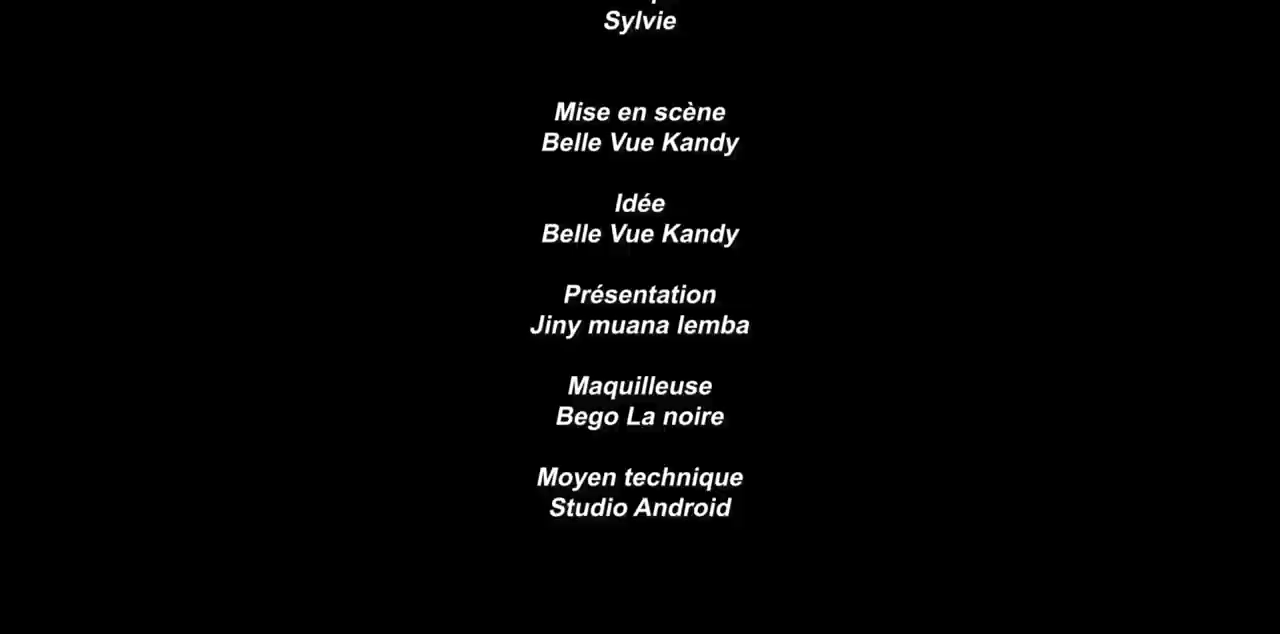 Sylvie
Mise en scène
Belle Vue Kandy
Idée
Belle Vue Kandy
Présentation
Jiny muana lemba
Maquilleuse
Bego La noire
Moyen technique
Studio Android